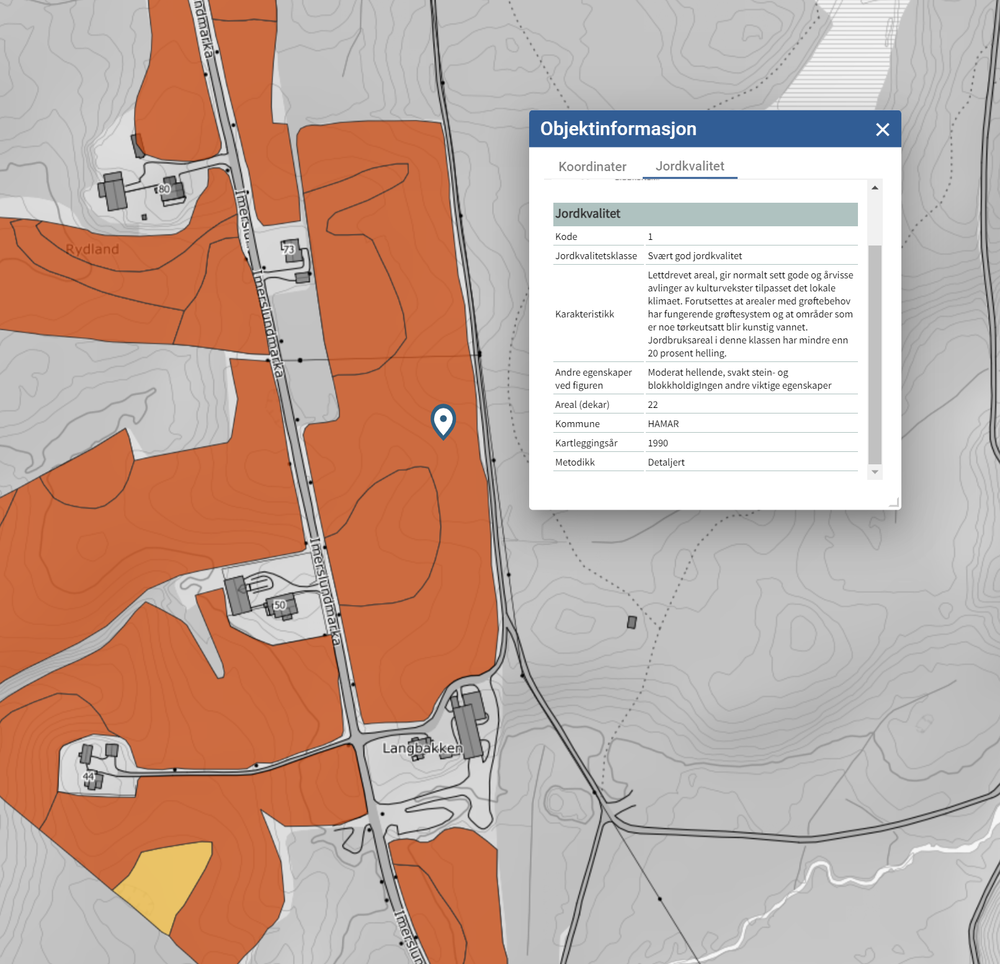 ndmarka
Objektinformasjon
Koordinater
Jordkvalitet
Jordkvalitet
Kode 1
Jordkvalitetsklasse Svært god jordkvalitet
Karakteristikk
Lettdrevet areal, gir normalt sett gode og årvisse
avlinger av kulturvekster tilpasset det lokale
klimaet. Forutsettes at arealer med grøftebehov
har fungerende grøftesystem og at områder som
er noe tørkeutsatt blir kunstig vannet.
Jordbruksareal i denne klassen har mindre enn
20 prosent helling.
Andre egenskaper
ved figuren
Moderat hellende, svakt stein- og
blokkholdigIngen andre viktige egenskaper
Areal (dekar) 22
Kommune HAMAR
Kartleggingsår 1990
Metodikk Detaljert
80
Imerslu
Rydland
73
Imerslundmarka
Imerslundmarka
50
Langbakken
44
Imerslun